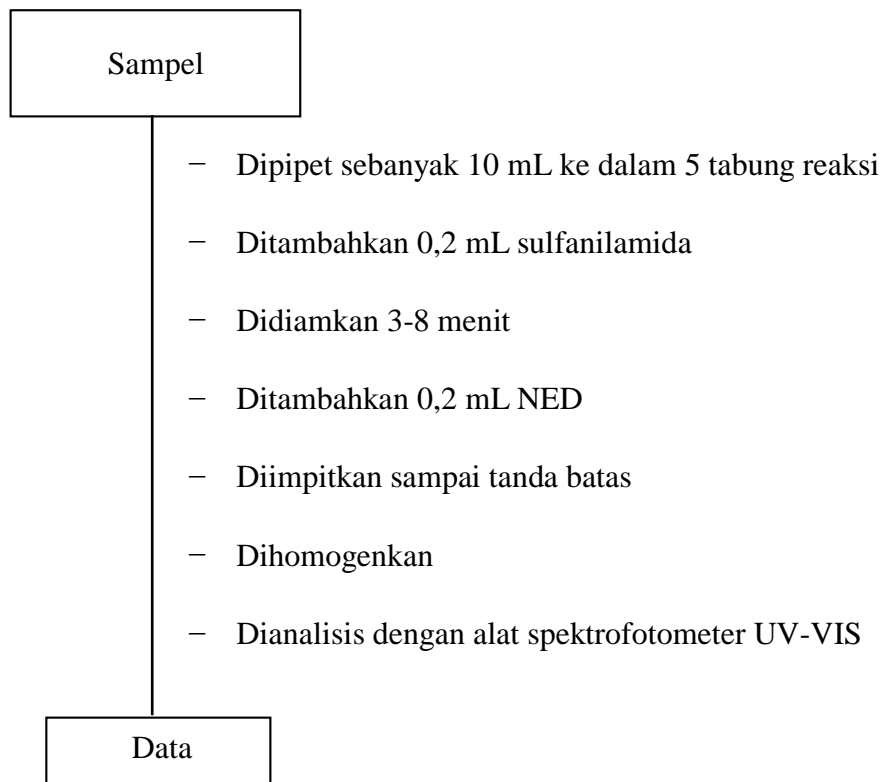 Sampel
− Dipipet sebanyak 10 mL ke dalam 5 tabung reaksi
− Ditambahkan 0,2 mL sulfanilamida
− Didiamkan 3-8 menit
− Ditambahkan 0,2 mL NED
− Diimpitkan sampai tanda batas
− Dihomogenkan
− Dianalisis dengan alat spektrofotometer UV-VIS
Data